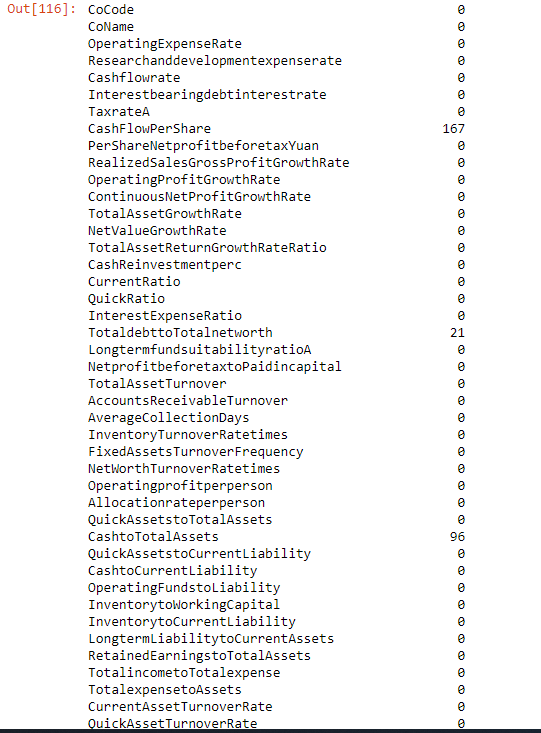 Out[116]: CoCode 0
CoName 0
OperatingExpenseRate 0
Researchanddevelopmentexpenserate 0
Cashflowrate 0
Interestbearingdebtinterestrate 0
TaxrateA 0
CashFlowPerShare 167
PerShareNetprofitbeforetaxYuan 0
RealizedSalesGrossProfitGrowthRate 0
OperatingProfitGrowthRate 0
ContinuousNetProfitGrowthRate 0
TotalAssetGrowthRate 0
NetValueGrowthRate 0
TotalAssetReturnGrowthRateRatio 0
CashReinvestmentperc 0
CurrentRatio 0
QuickRatio 0
InterestExpenseRatio 0
TotaldebttoTotalnetworth 21
LongtermfundsuitabilityratioA 0
NetprofitbeforetaxtoPaidincapital 0
TotalAssetTurnover 0
AccountsReceivableTurnover 0
AverageCollectionDays 0
InventoryTurnoverRatetimes 0
FixedAssetsTurnoverFrequency 0
NetWorthTurnoverRatetimes 0
Operatingprofitperperson 0
Allocationrateperperson 0
QuickAssetstoTotalAssets 0
CashtoTotalAssets 96
QuickAssetstoCurrentLiability 0
CashtoCurrentLiability 0
OperatingFundstoLiability 0
InventorytoWorkingCapital 0
InventorytoCurrentLiability 0
LongtermLiabilitytoCurrentAssets 0
RetainedEarningstoTotalAssets 0
TotalincometoTotalexpense 0
TotalexpensetoAssets 0
CurrentAssetTurnoverRate 0
QuickAssetTurnoverRate 0